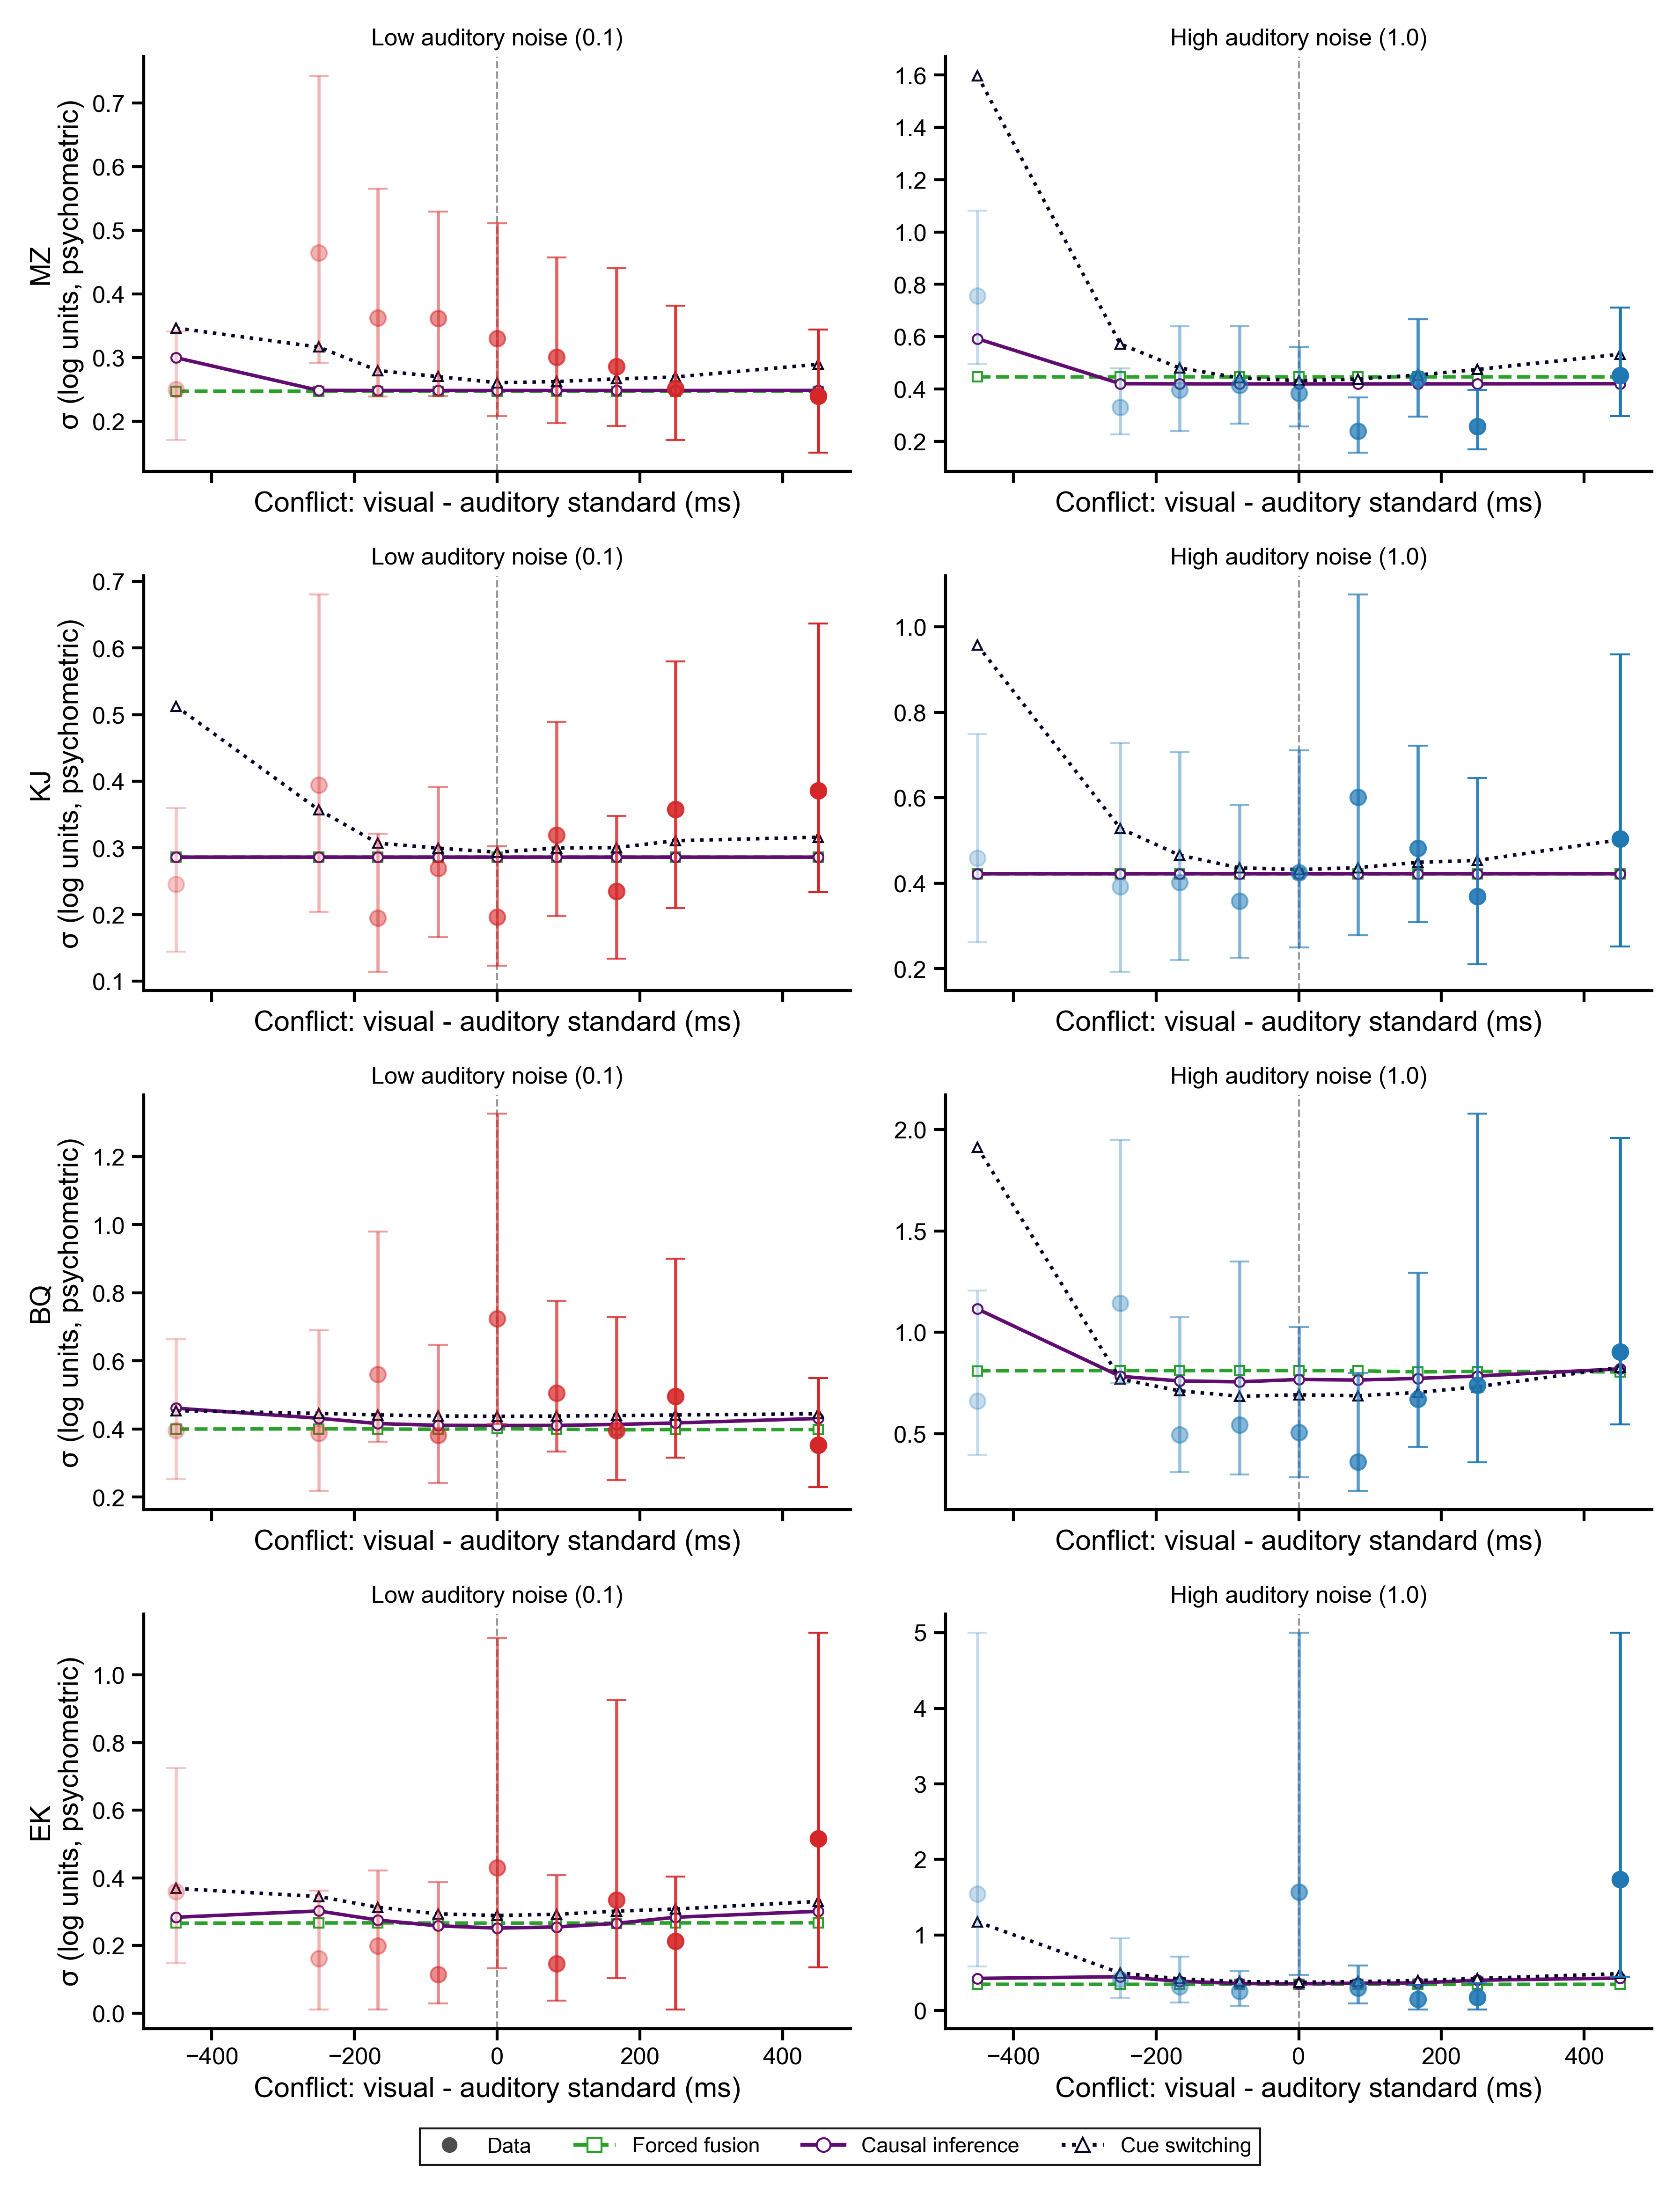 Low auditory noise (0.1)
High auditory noise (1.0)
MZ
σ (log units, psychometric)
0.7
0.6
0.5
0.4
0.3
0.2
1.6
1.4
1.2
1.0
0.8
0.6
0.4
0.2
Conflict: visual - auditory standard (ms)
Conflict: visual - auditory standard (ms)
Low auditory noise (0.1)
High auditory noise (1.0)
KJ
σ (log units, psychometric)
0.7
0.6
0.5
0.4
0.3
0.2
0.1
1.0
0.8
0.6
0.4
0.2
Conflict: visual - auditory standard (ms)
Conflict: visual - auditory standard (ms)
Low auditory noise (0.1)
High auditory noise (1.0)
BQ
σ (log units, psychometric)
1.2
1.0
0.8
0.6
0.4
0.2
2.0
1.5
1.0
0.5
Conflict: visual - auditory standard (ms)
Conflict: visual - auditory standard (ms)
Low auditory noise (0.1)
High auditory noise (1.0)
EK
σ (log units, psychometric)
1.0
0.8
0.6
0.4
0.2
0.0
5
4
3
2
1
0
−400 −200 0 200 400
−400 −200 0 200 400
Conflict: visual - auditory standard (ms)
Conflict: visual - auditory standard (ms)
Data Forced fusion Causal inference Cue switching